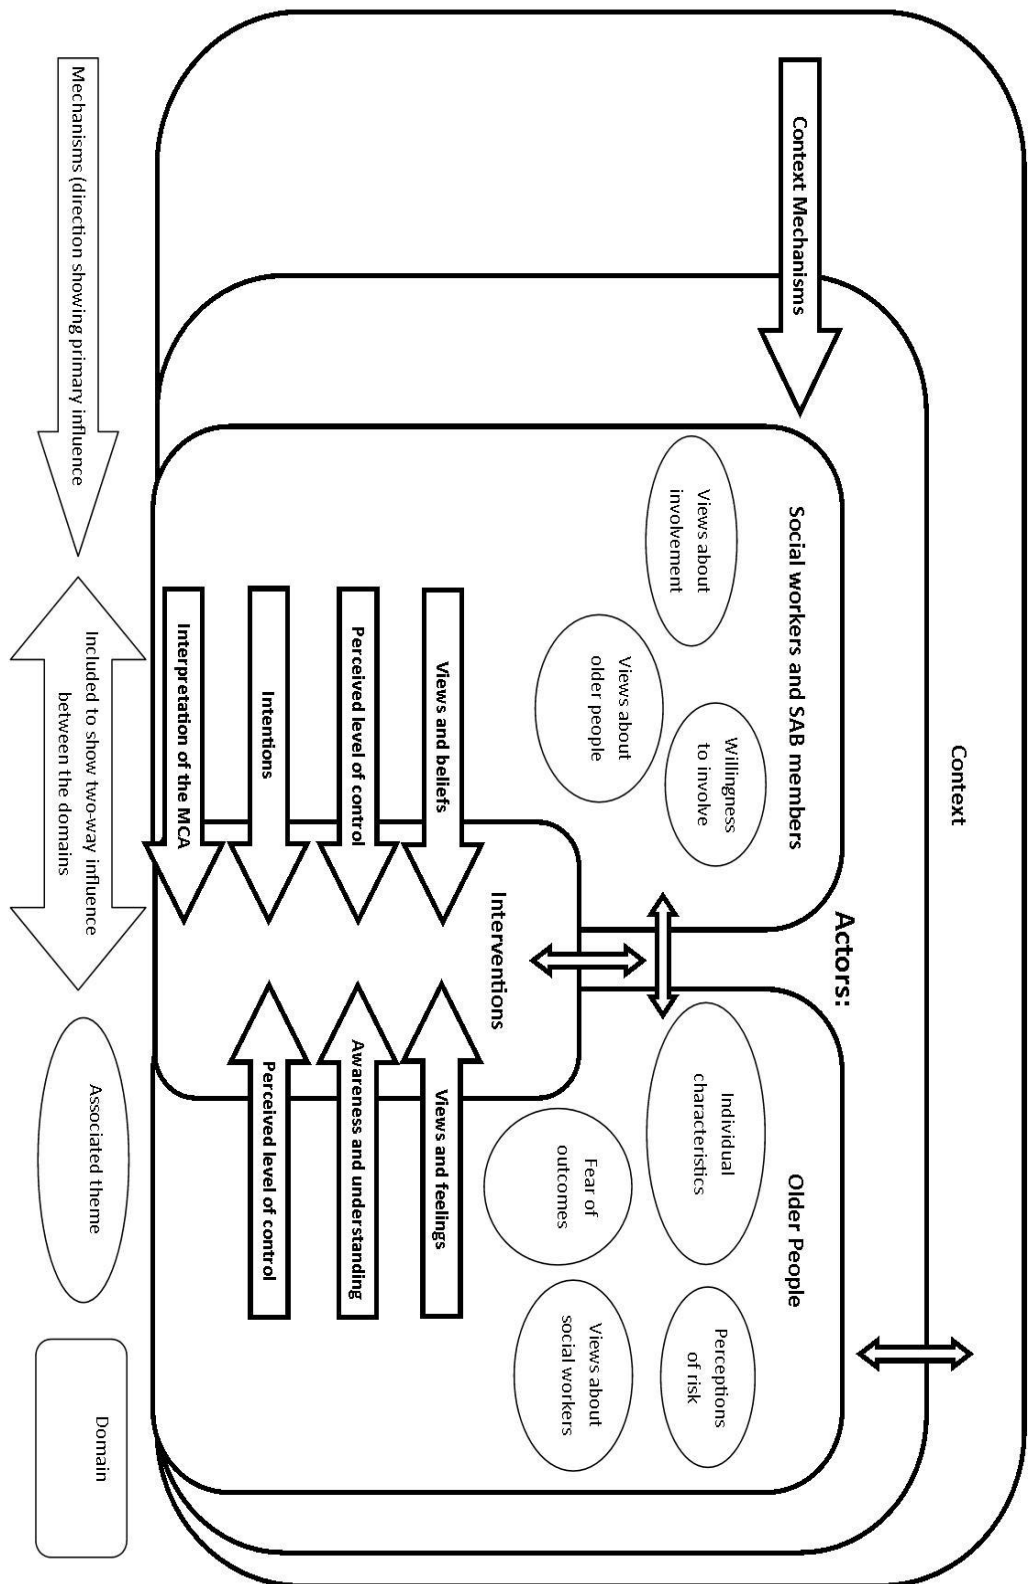 Context
Context Mechanisms
Actors:
Social workers and SAB members
Older People
Views about
involvement
Willingness
to involve
Views about
older people
Individual
characteristics
Perceptions
of risk
Fear of
outcomes
Views about
social workers
Interventions
Views and beliefs
Views and feelings
Perceived level of control
Awareness and understanding
Intentions
Perceived level of control
Interpretation of the MCA
Mechanisms (direction showing primary influence
Included to show two-way influence
between the domains
Associated theme
Domain